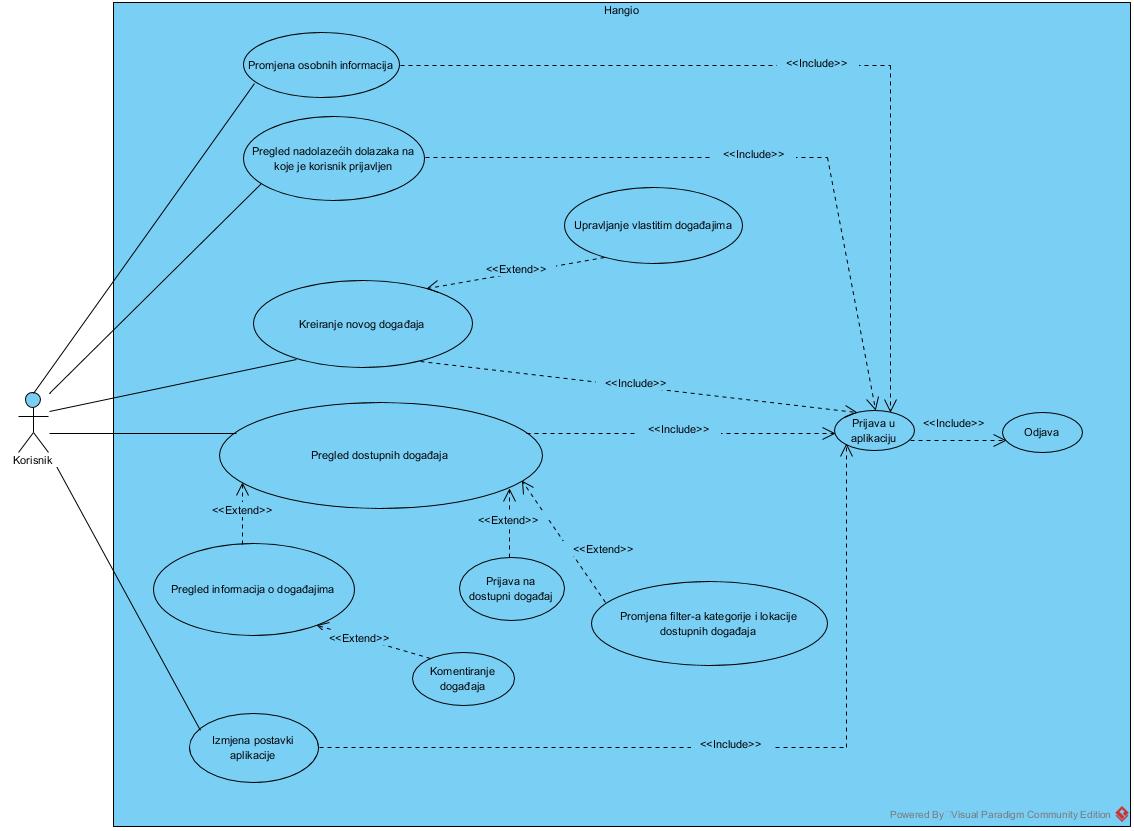 Hangio
Promjena osobnih informacija
<<Include>>
Pregled nadolazećih dolazaka na
koje je korisnik prijavljen
<<Include>>
Upravljanje vlastitim događajima
<<Extend>>
Kreiranje novog događaja
<<Include>>
Korisnik
Pregled dostupnih događaja
<<Include>>
Prijava u
aplikaciju
<<Include>>
Odjava
<<Extend>>
<<Extend>>
<<Extend>>
Pregled informacija o događajima
Prijava na
dostupni događaj
Promjena filter-a kategorije i lokacije
dostupnih događaja
<<Extend>>
Komentiranje
događaja
Izmjena postavki
aplikacije
<<Include>>
Powered By Visual Paradigm Community Edition